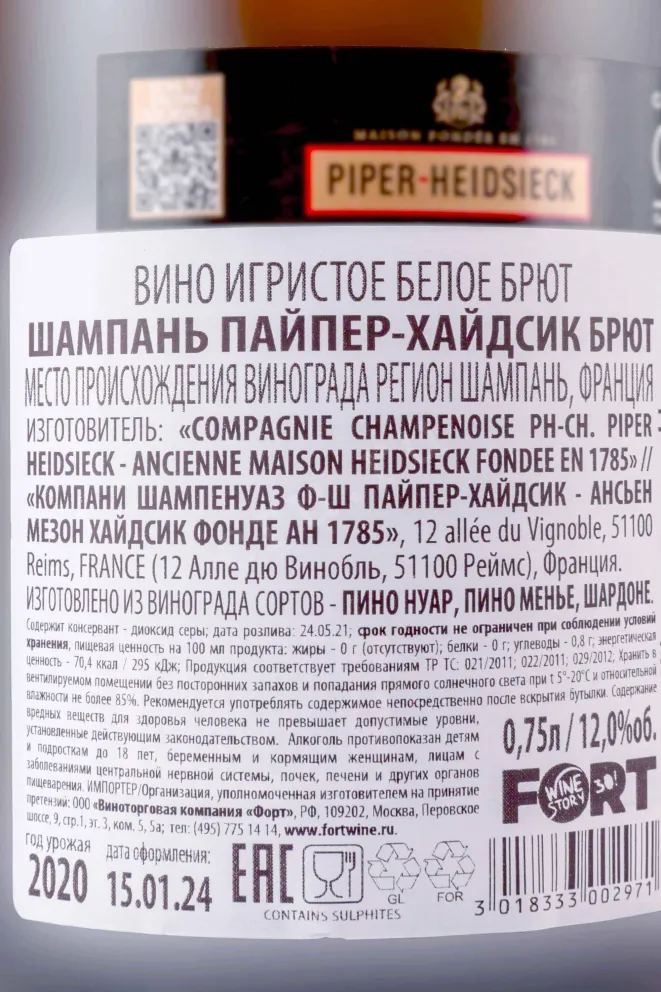 MAISON FONDÉE EN 1785
PIPER-HEIDSIECK
ВИНО ИГРИСТОЕ БЕЛОЕ БРЮТ
ШАМПАНЬ ПАЙПЕР-ХАЙДСИК БРЮТ
МЕСТО ПРОИСХОЖДЕНИЯ ВИНОГРАДА РЕГИОН ШАМПАНЬ, ФРАНЦИЯ
ИЗГОТОВИТЕЛЬ: «COMPAGNIE CHAMPENOISE PH-CH. PIPER-
HEIDSIECK - ANCIENNE MAISON HEIDSIECK FONDEE EN 1785» //
«КОМПАНИ ШАМПЕНУАЗ Ф-Ш ПАЙПЕР-ХАЙДСИК - АНСЬЕН
МЕЗОН ХАЙДСИК ФОНДЕ АН 1785», 12 allée du Vignoble, 51100
Reims, FRANCE (12 Алле дю Винобль, 51100 Реймс), Франция.
ИЗГОТОВЛЕНО ИЗ ВИНОГРАДА СОРТОВ - ПИНО НУАР, ПИНО МЕНЬЕ, ШАРДОНЕ.
Содержит консервант - диоксид серы; дата розлива: 24.05.21; срок годности не ограничен при соблюдении условий
хранения, пищевая ценность на 100 мл продукта: жиры - 0 г (отсутствуют); белки - 0 г; углеводы - 0,8 г; энергетическая
ценность - 70,4 ккал / 295 кДж; Продукция соответствует требованиям ТР ТС: 021/2011; 022/2011; 029/2012; Хранить в
вентилируемом помещении без посторонних запахов и попадания прямого солнечного света при t 5°-20°C и относительной
влажности не более 85%. Рекомендуется употреблять содержимое непосредственно после вскрытия бутылки. Содержание
вредных веществ для здоровья человека не превышает допустимые уровни,
установленные действующим законодательством. Алкоголь противопоказан детям
и подросткам до 18 лет, беременным и кормящим женщинам, лицам с
заболеваниями центральной нервной системы, почек, печени и других органов
пищеварения. ИМПОРТЕР/Организация, уполномоченная изготовителем на принятие
претензий: ООО «Виноторговая компания «Форт», РФ, 109202, Москва, Перовское
шоссе, 9, стр.1, эт. 3, ком. 5, 5а; тел: (495) 775 14 14, www.fortwine.ru.
0,75л / 12,0%об.
FORT
WINE STORY 30!
год урожая
2020
дата оформления:
15.01.24
EAC
GL
FOR
CONTAINS SULPHITES
3 018333 002971